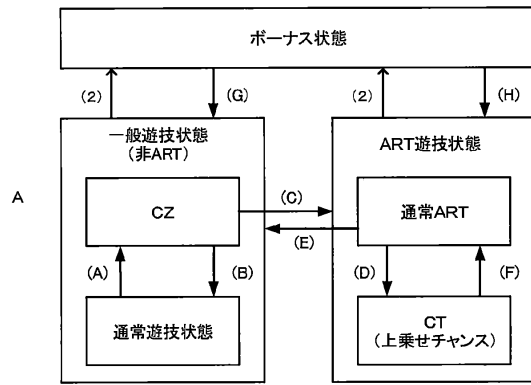 ボーナス状態
(2)
(G)
(2)
(H)
一般遊技状態
(非ART)
ART遊技状態
A
CZ
(C)
通常ART
(E)
(A)
(B)
(D)
(F)
通常遊技状態
CT
(上乗せチャンス)